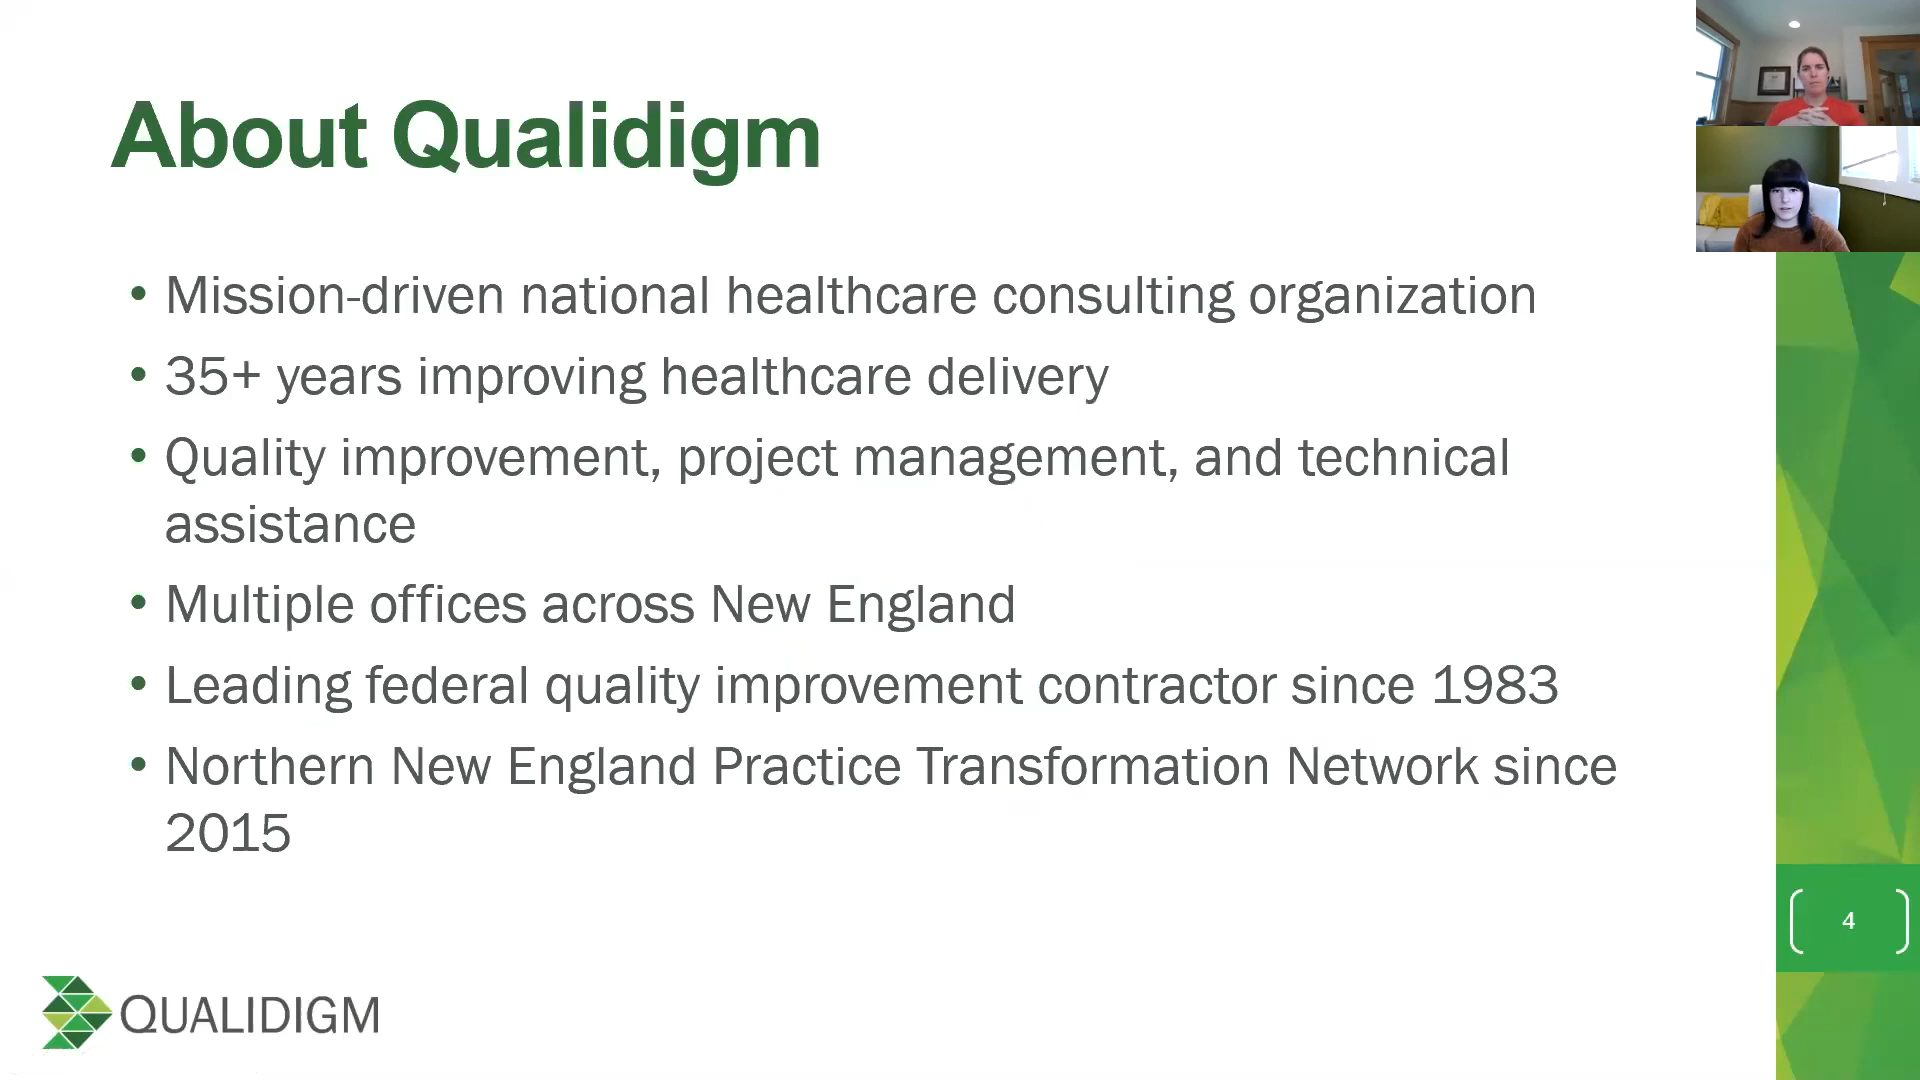 About Qualidigm
• Mission-driven national healthcare consulting organization
• 35+ years improving healthcare delivery
• Quality improvement, project management, and technical
assistance
• Multiple offices across New England
• Leading federal quality improvement contractor since 1983
• Northern New England Practice Transformation Network since
2015
4
QUALIDIGM